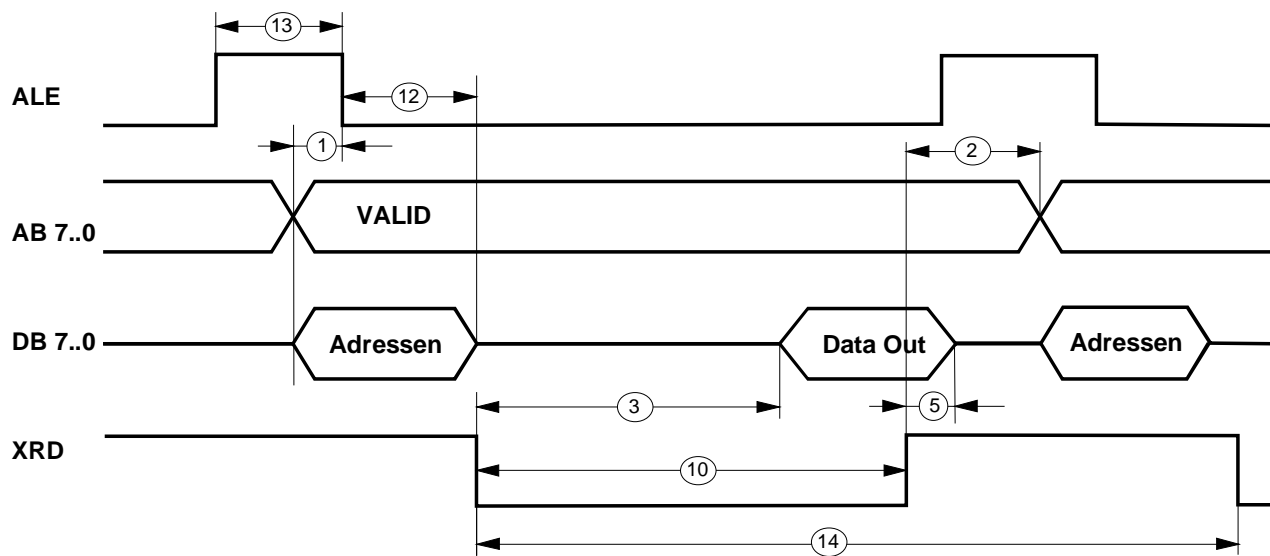 13
ALE
12
1
2
AB 7..0
VALID
DB 7..0
Adressen
Data Out
Adressen
3
5
XRD
10
14